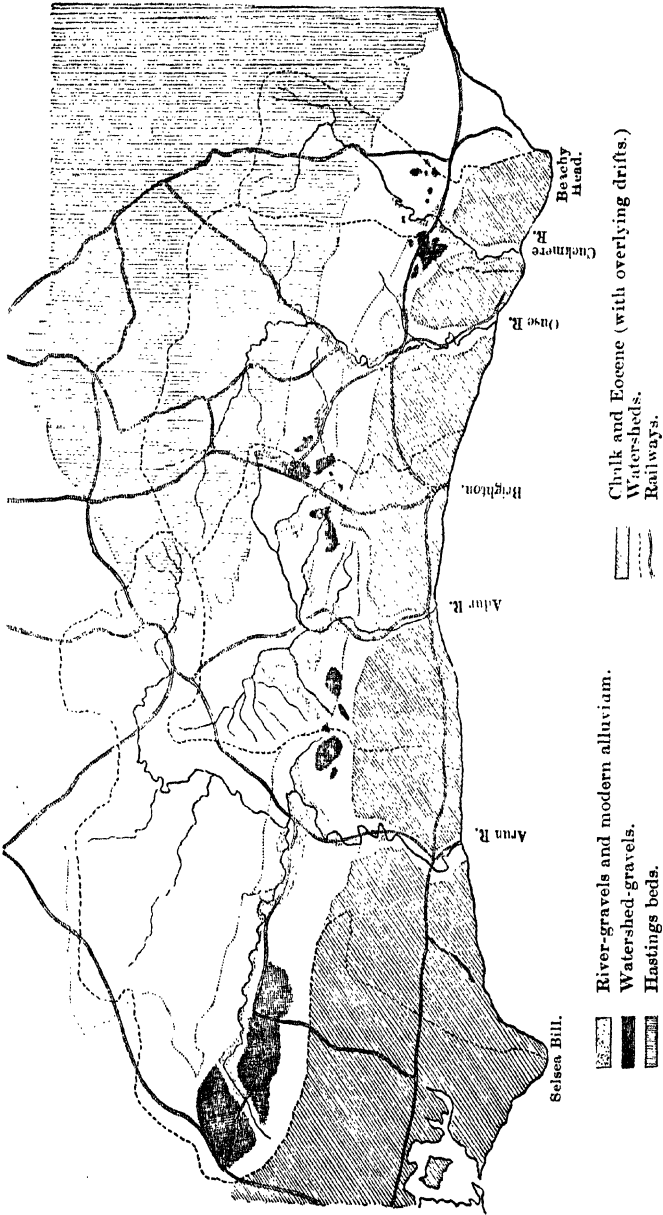 Selsea Bill.
Arun R.
Adur R.
Brighton.
Ouse R.
Cuckmere
R.
Beachy
Head.
River-gravels and modern alluvium.
Watershed-gravels.
Hastings beds.
Chalk and Eocene (with overlying drifts.)
Watersheds.
Railways.